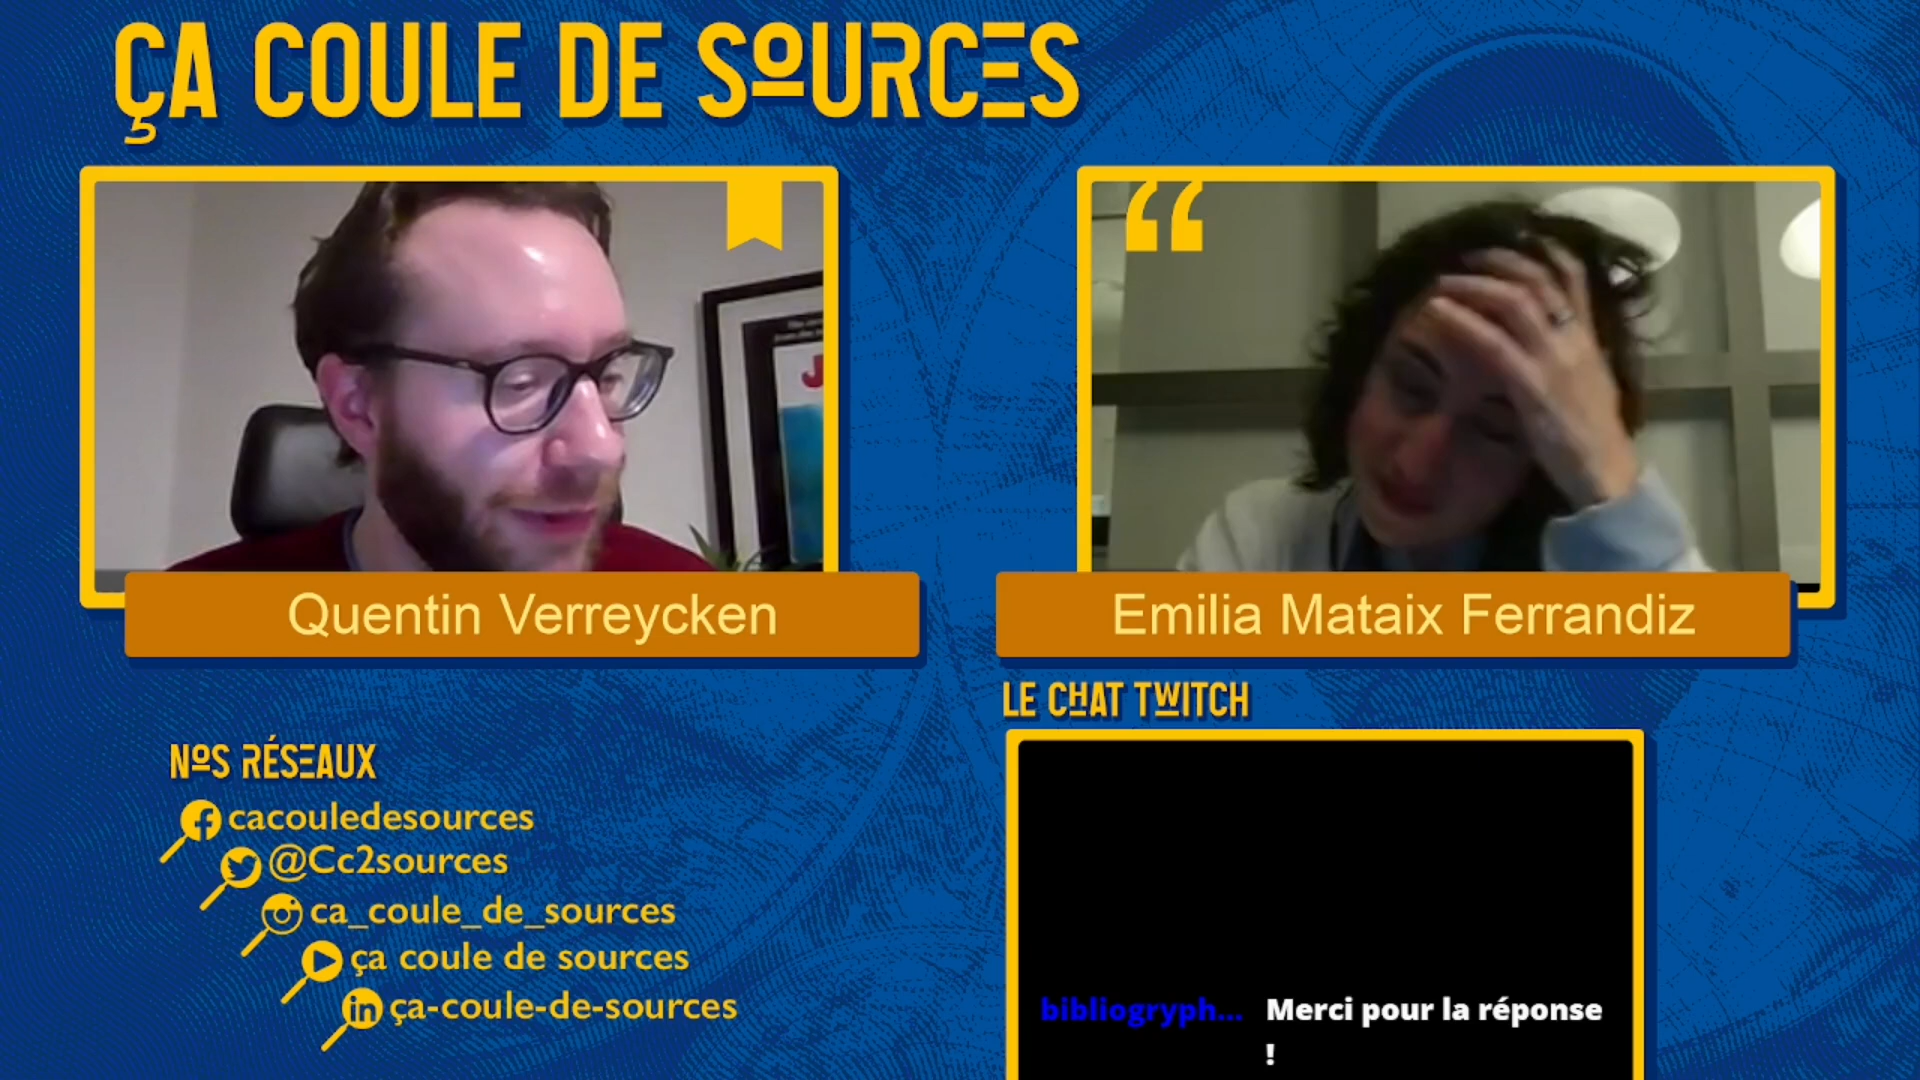 ÇA COULE DE SOURCES
Quentin Verreycken
Emilia Mataix Ferrandiz
LE CHAT TWITCH
NOS RÉSEAUX
cacouledesources
@Cc2sources
ca_coule_de_sources
ça coule de sources
ça-coule-de-sources
bibliogryph... Merci pour la réponse
!